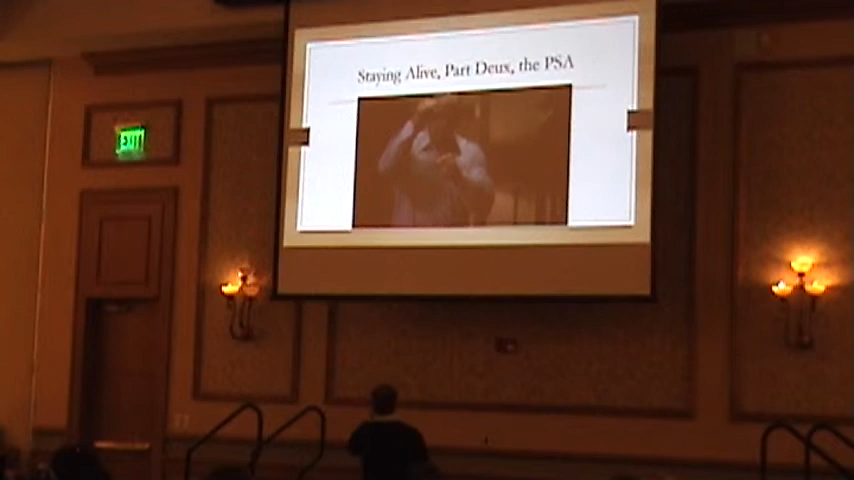 Staying Alive, Part Deux, the PSA
EXIT